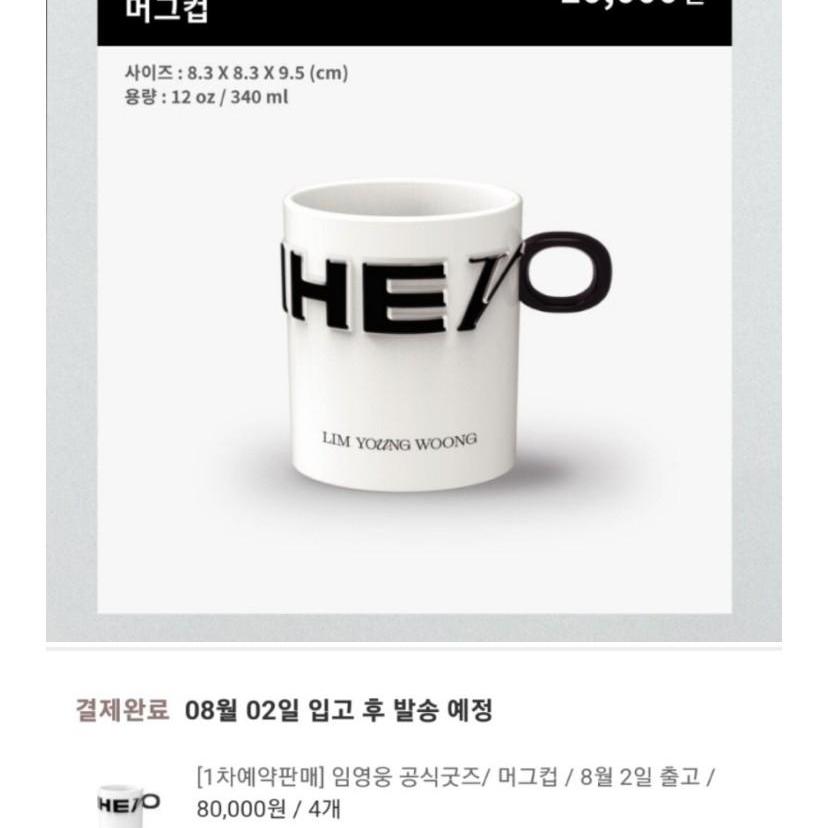 머그컵
사이즈 : 8.3 X 8.3 X 9.5 (cm)
용량 : 12 oz / 340 ml
HERO
LIM YOUNG WOONG
결제완료 08월 02일 입고 후 발송 예정
[1차예약판매] 임영웅 공식굿즈/ 머그컵 / 8월 2일 출고 /
80,000원 / 4개
HERO